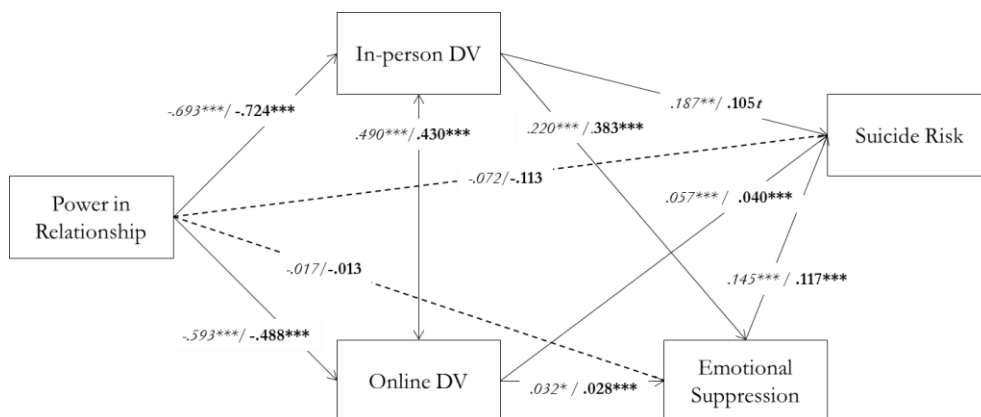 In-person DV
-.693***/-.724***
.187**/.105t
.490***/.430***
.220***/.383***
Suicide Risk
-.072/-.113
.057***/ .040***
Power in
Relationship
-.017/-.013
.145***/ .117***
-.593***/-.488***
Online DV
.032*/ .028***
Emotional
Suppression